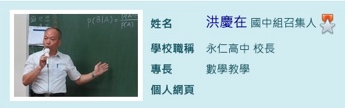 姓名 洪慶在 國中組召集人
學校職稱 永仁高中 校長
專長 數學教學
個人網頁